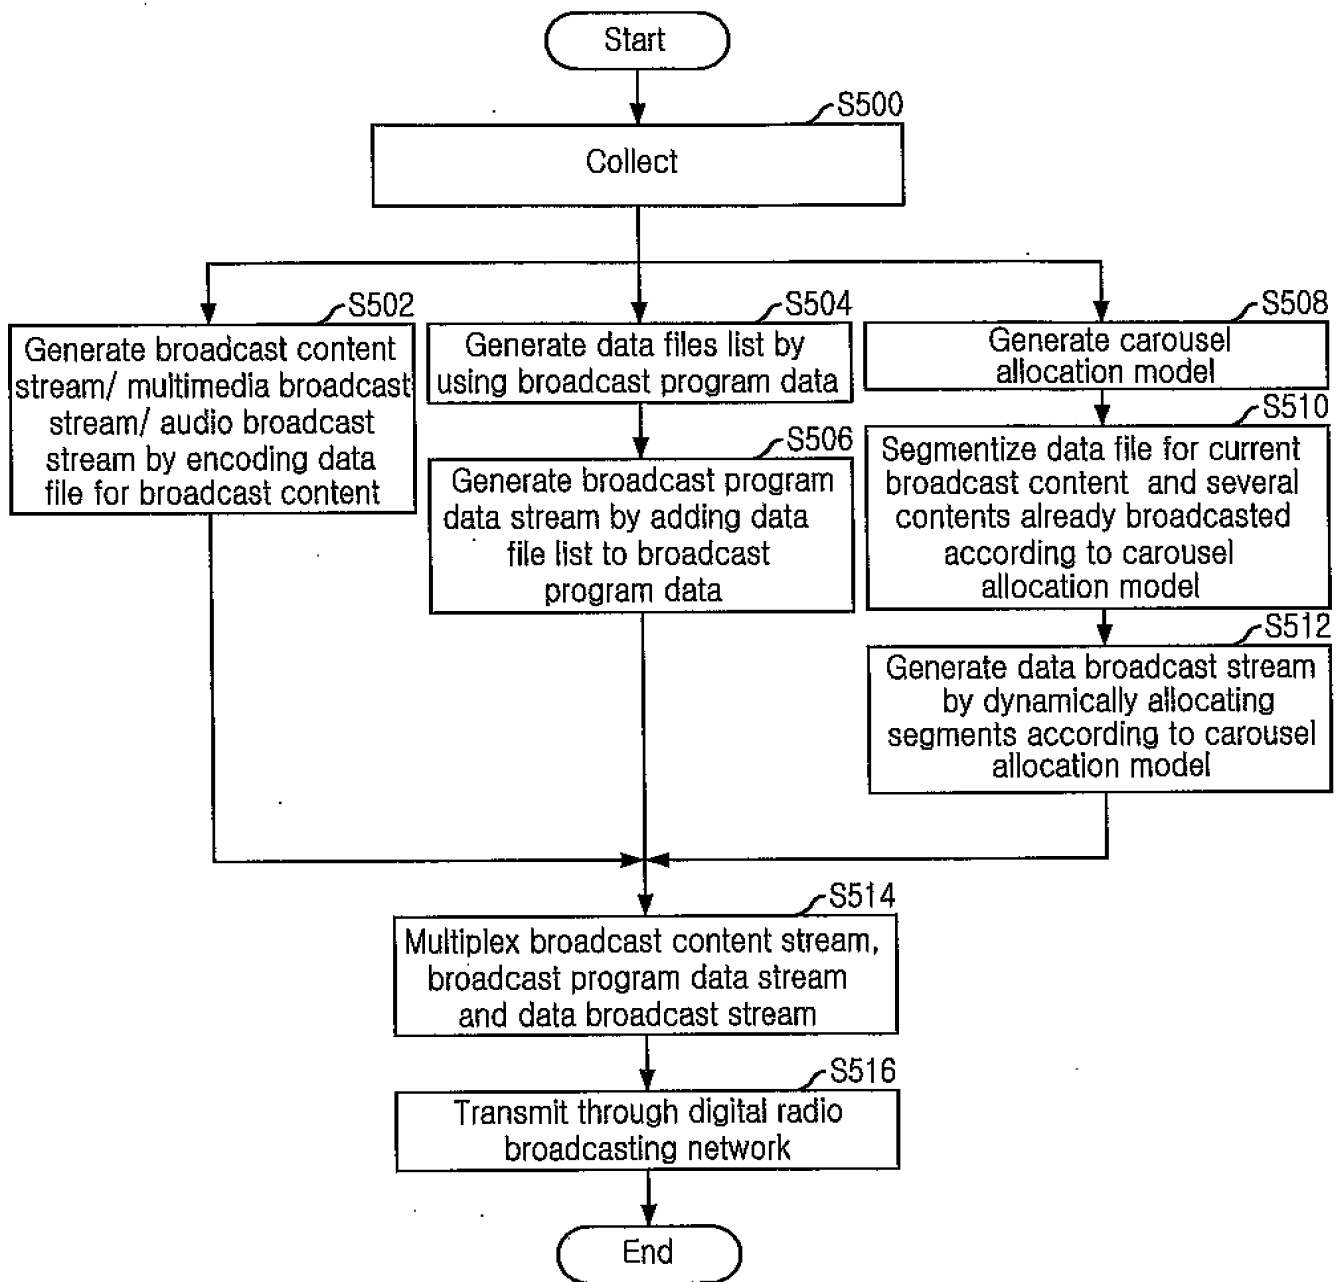 Start
S500
Collect
S502
Generate broadcast content
stream/ multimedia broadcast
stream/ audio broadcast
stream by encoding data
file for broadcast content
S504
Generate data files list by
using broadcast program data
S506
Generate broadcast program
data stream by adding data
file list to broadcast
program data
S508
Generate carousel
allocation model
S510
Segmentize data file for current
broadcast content and several
contents already broadcasted
according to carousel
allocation model
S512
Generate data broadcast stream
by dynamically allocating
segments according to carousel
allocation model
S514
Multiplex broadcast content stream,
broadcast program data stream
and data broadcast stream
S516
Transmit through digital radio
broadcasting network
End